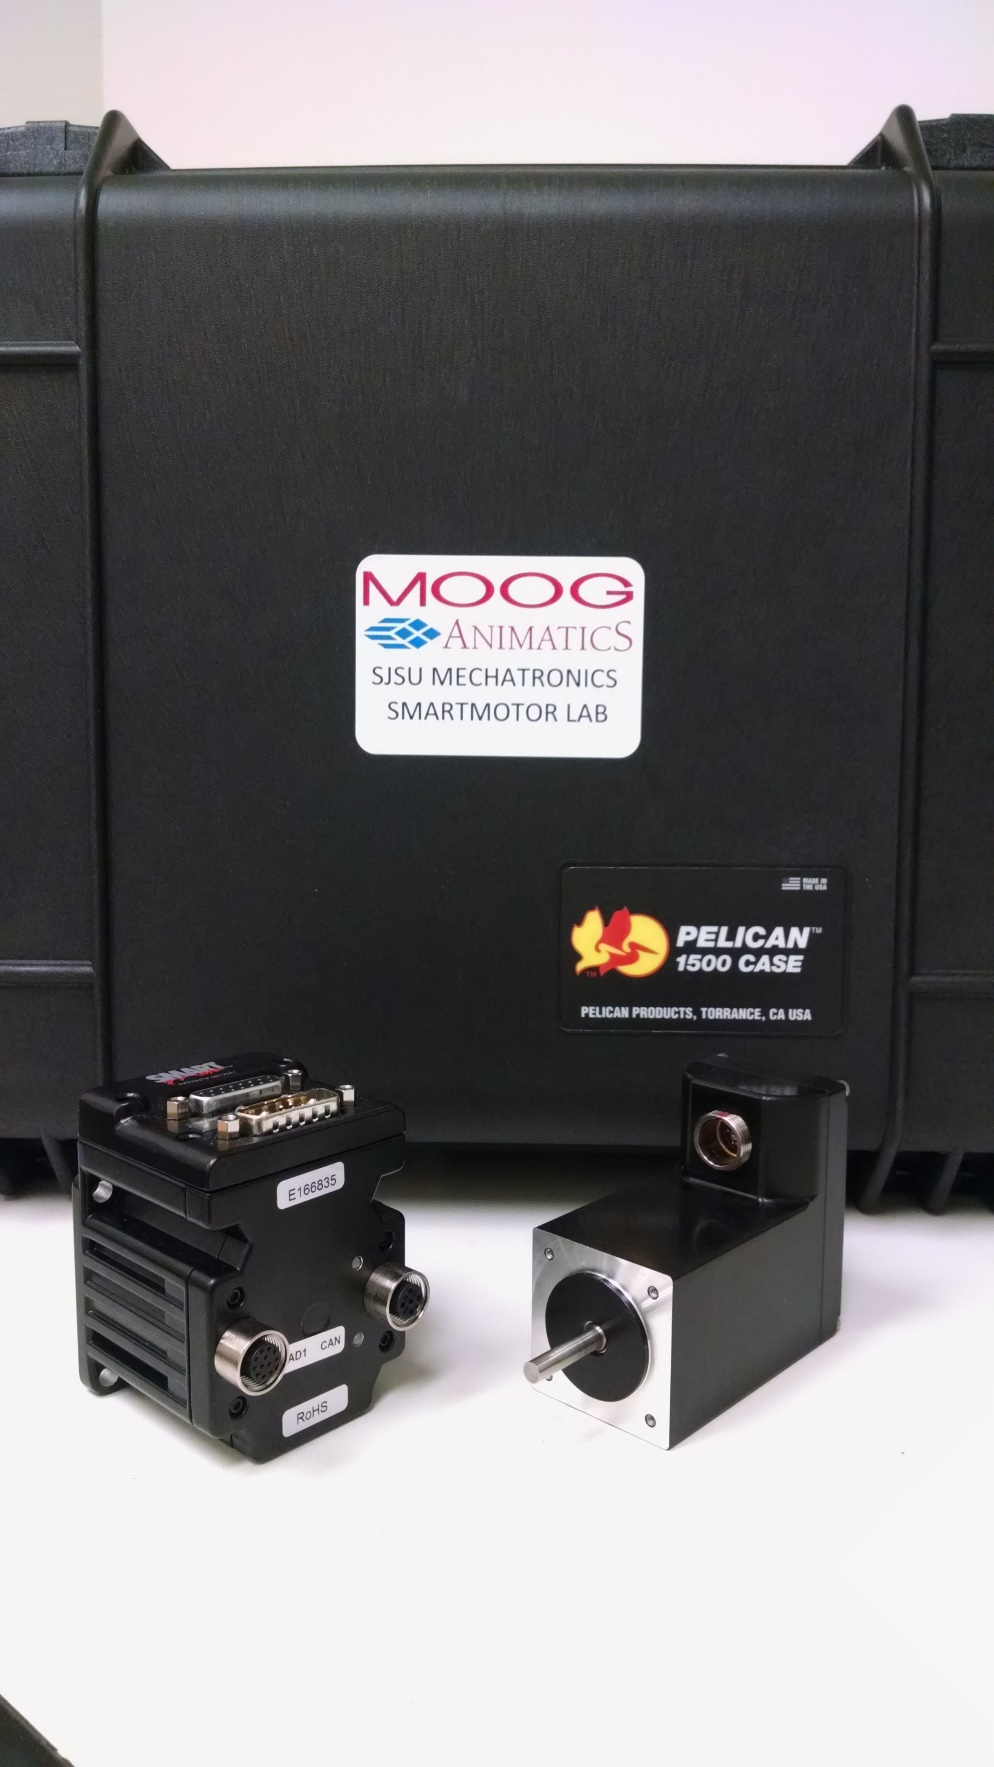 MOOG
ANIMATICS
SJSU MECHATRONICS
SMARTMOTOR LAB
MADE IN
THE USA
PELICAN™
1500 CASE
TM
PELICAN PRODUCTS, TORRANCE, CA USA
SMART
E166835
AD1 CAN
RoHS